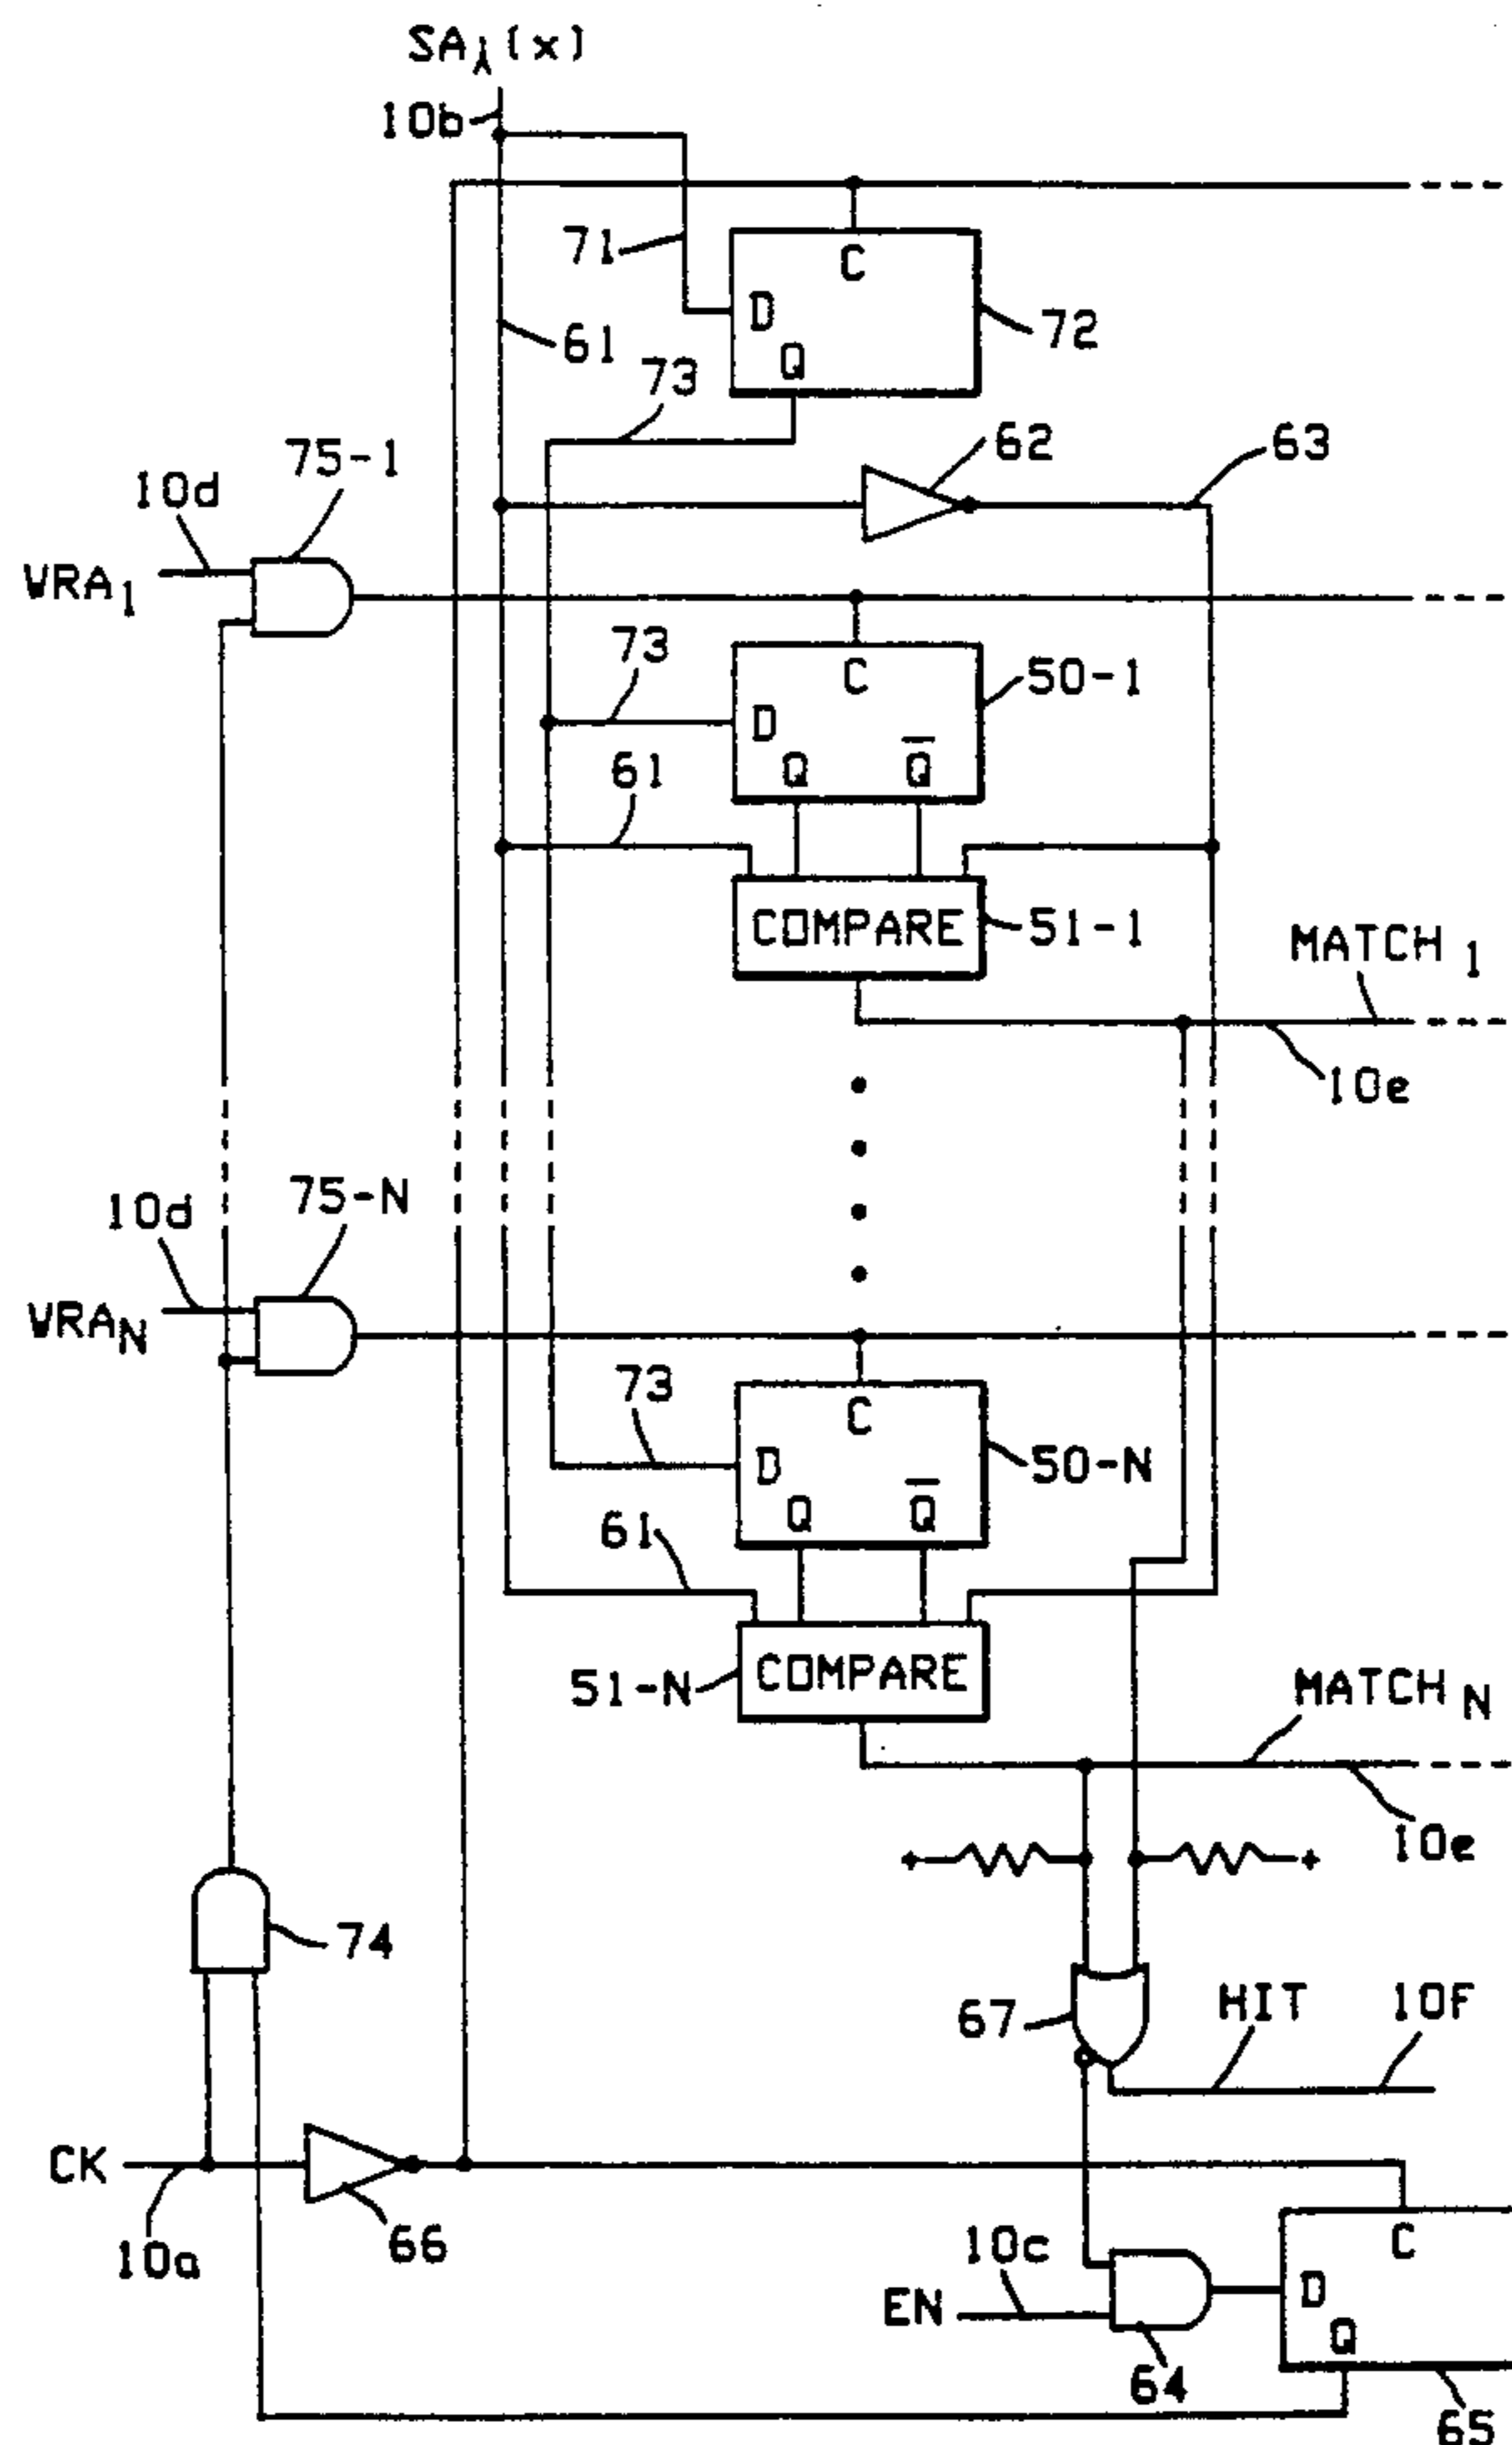 SAλ(x)
10b
71
C
D
Q
72
61
73
62
63
75-1
10d
WRA1
73
C
D
Q
Q̅
50-1
61
COMPARE
51-1
MATCH 1
10e
75-N
10d
WRAN
73
C
D
Q
Q̅
50-N
61
COMPARE
51-N
MATCH N
10e
+
+
74
67
HIT
10F
CK
10a
66
10c
EN
64
C
D
Q
65